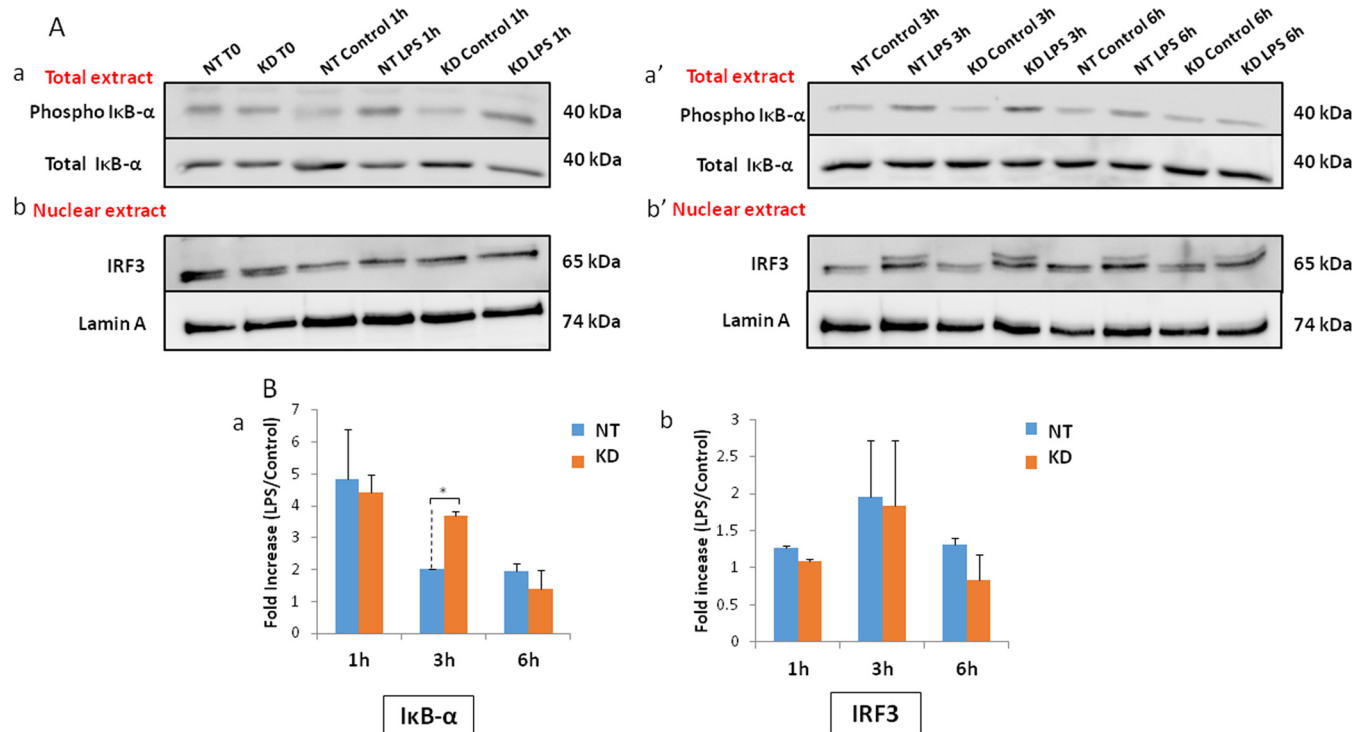 A
NT T0
KD T0
NT Control 1h
NT LPS 1h
KD Control 1h
KD LPS 1h
a
Total extract
Phospho IκB-α
40 kDa
Total IκB-α
40 kDa
b
Nuclear extract
IRF3
65 kDa
Lamin A
74 kDa
NT Control 3h
NT LPS 3h
KD Control 3h
KD LPS 3h
NT Control 6h
NT LPS 6h
KD Control 6h
KD LPS 6h
a’
Total extract
Phospho IκB-α
40 kDa
Total IκB-α
40 kDa
b’
Nuclear extract
IRF3
65 kDa
Lamin A
74 kDa
B
a
Fold Increase (LPS/Control)
7
6
5
4
3
2
1
0
*
NT
KD
1h
3h
6h
IκB-α
b
Fold incease (LPS/Control)
3
2.5
2
1.5
1
0.5
0
NT
KD
1h
3h
6h
IRF3